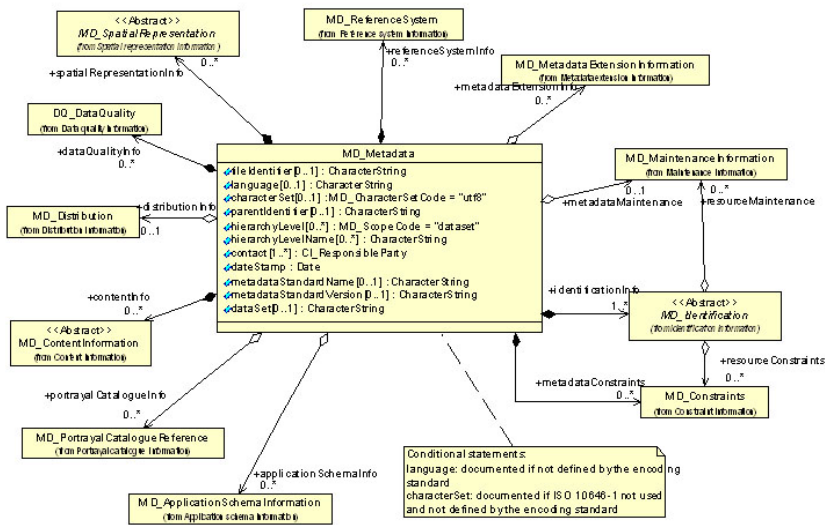 <<Abstract>>
MD_SpatialRepresentation
(from Spatial representation Information)
0..*
+spatialRepresentationInfo
MD_ReferenceSystem
(from Reference system Information)
+referenceSystemInfo
0..*
MD_MetadataExtensionInformation
(from Metadata extension Information)
+metadataExtensionInfo
0..*
DQ_DataQuality
(from Data quality Information)
+dataQualityInfo
0..*
MD_Metadata
fileIdentifier[0..1] : CharacterString
language[0..1] : CharacterString
characterSet[0..1] : MD_CharacterSetCode = "utf8"
parentIdentifier[0..1] : CharacterString
hierarchyLevel[0..*] : MD_ScopeCode = "dataset"
hierarchyLevelName[0..*] : CharacterString
contact[1..*] : CI_Responsible Party
dateStamp : Date
metadataStandardName[0..1] : CharacterString
metadataStandardVersion[0..1] : CharacterString
dataSet[0..1] : CharacterString
MD_MaintenanceInformation
(from Maintenance Information)
0..1
0..*
+metadataMaintenance
+resourceMaintenance
+distributionInfo
MD_Distribution
(from Distribution Information)
0..1
+contentInfo
0..*
<<Abstract>>
MD_ContentInformation
(from Content Information)
+identificationInfo
1..*
<<Abstract>>
MD_Identification
(from Identification Information)
+resourceConstraints
0..*
+metadataConstraints
0..*
MD_Constraints
(from Constraint Information)
+portrayalCatalogueInfo
0..*
MD_PortrayalCatalogueReference
(from Portrayal catalogue Information)
+applicationSchemaInfo
0..*
MD_ApplicationSchemaInformation
(from Application schema Information)
Conditional statements:
language: documented if not defined by the encoding
standard
characterSet: documented if ISO 10646-1 not used
and not defined by the encoding standard